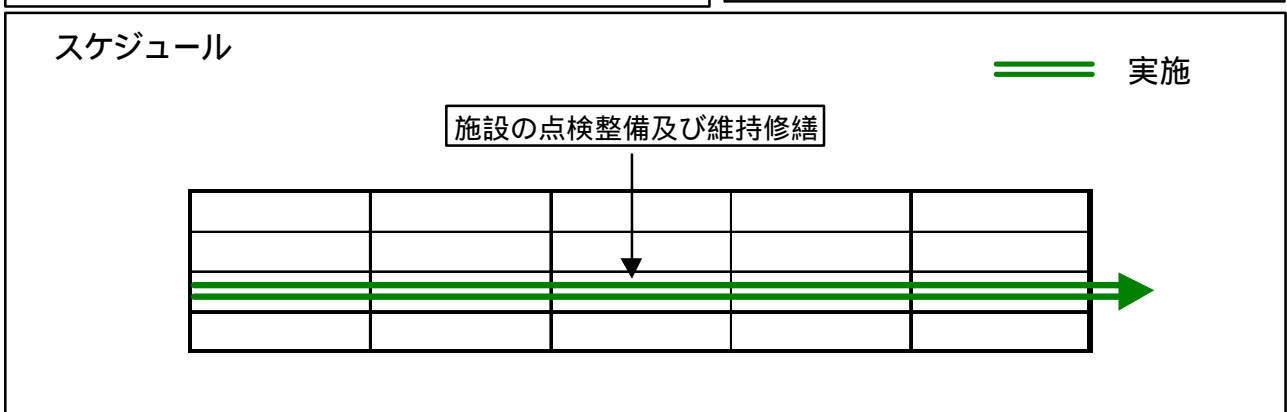 スケジュール
実施
施設の点検整備及び維持修繕